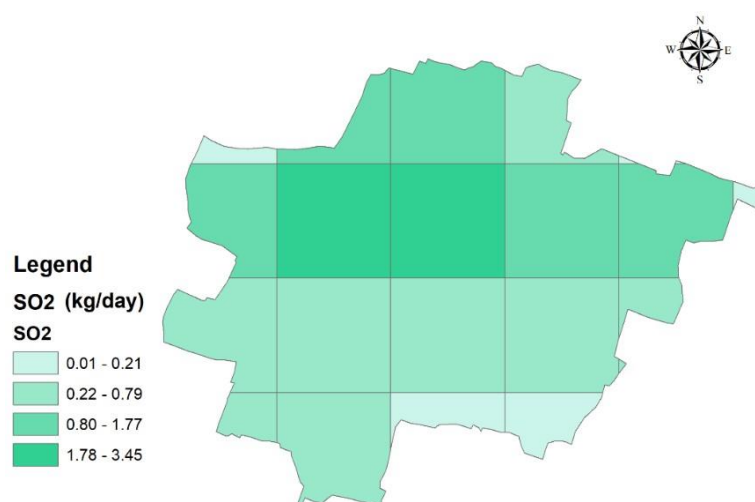 N
W E
S
Legend
SO2 (kg/day)
SO2
0.01 - 0.21
0.22 - 0.79
0.80 - 1.77
1.78 - 3.45